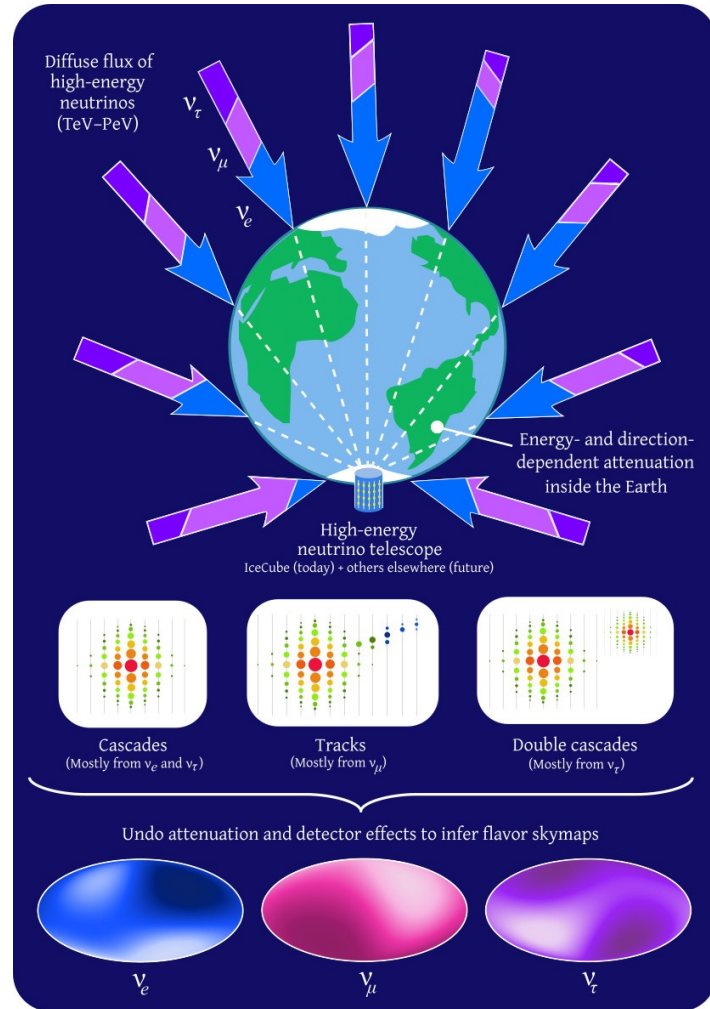 Diffuse flux of
high-energy
neutrinos
(TeV–PeV)
ντ
νμ
νe
Energy- and direction-
dependent attenuation
inside the Earth
High-energy
neutrino telescope
IceCube (today) + others elsewhere (future)
Cascades
(Mostly from νe and ντ)
Tracks
(Mostly from νμ)
Double cascades
(Mostly from ντ)
Undo attenuation and detector effects to infer flavor skymaps
νe
νμ
ντ